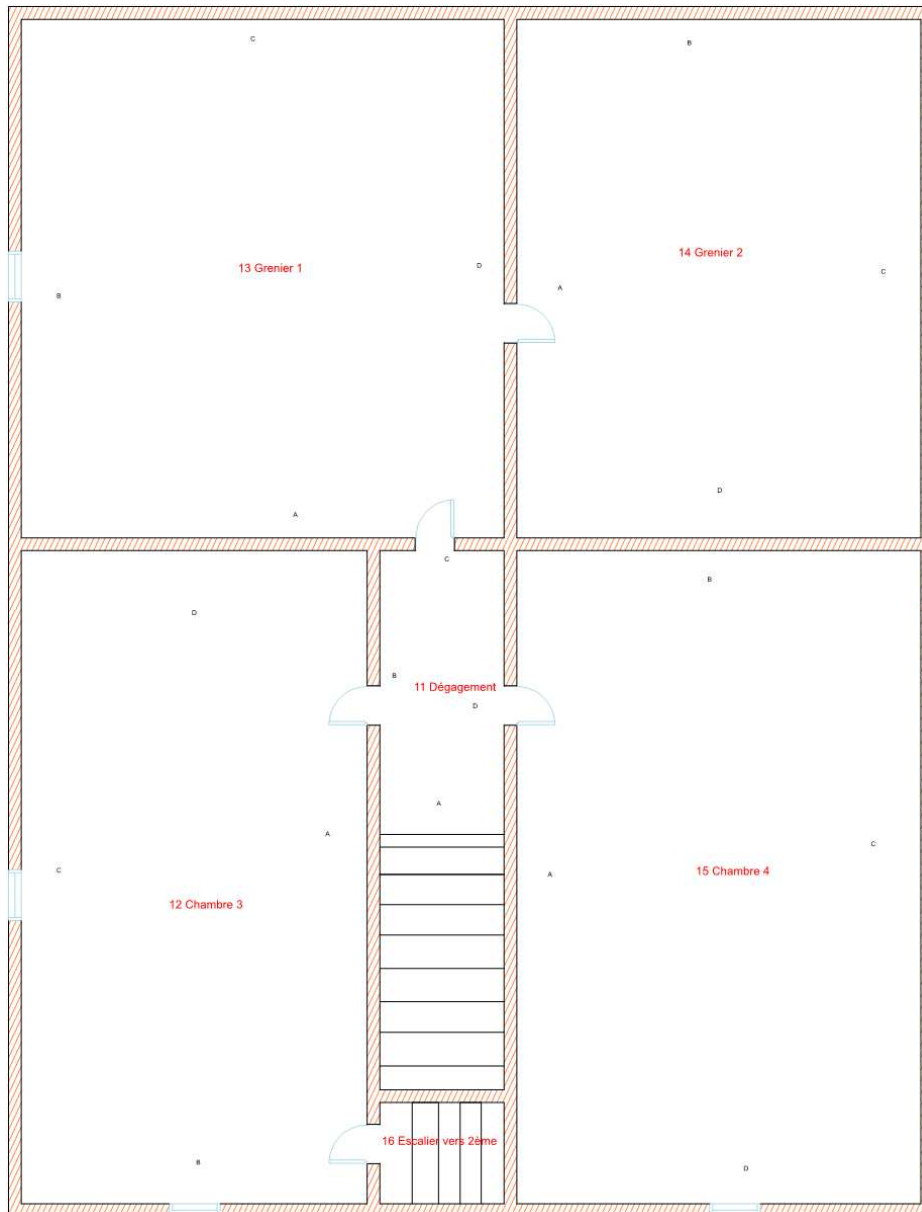 C
B
13 Grenier 1
D
B
14 Grenier 2
A
C
A
D
C
D
B
11 Dégagement
D
B
A
A
C
12 Chambre 3
15 Chambre 4
A
C
16 Escalier vers 2ème
B
D